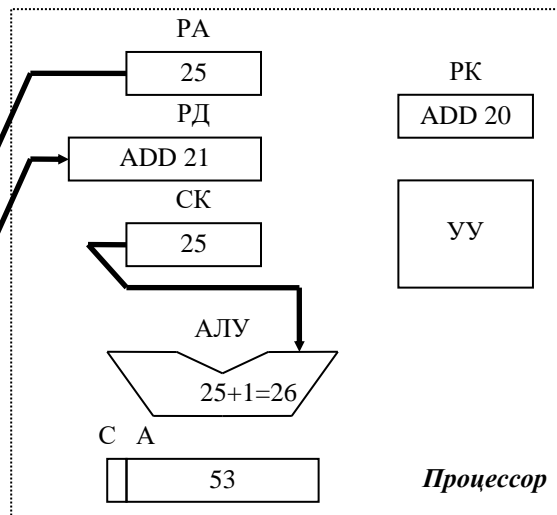 РА
25
РК
ADD 20
РД
ADD 21
СК
25
УУ
АЛУ
25+1=26
С А
53
Процессор